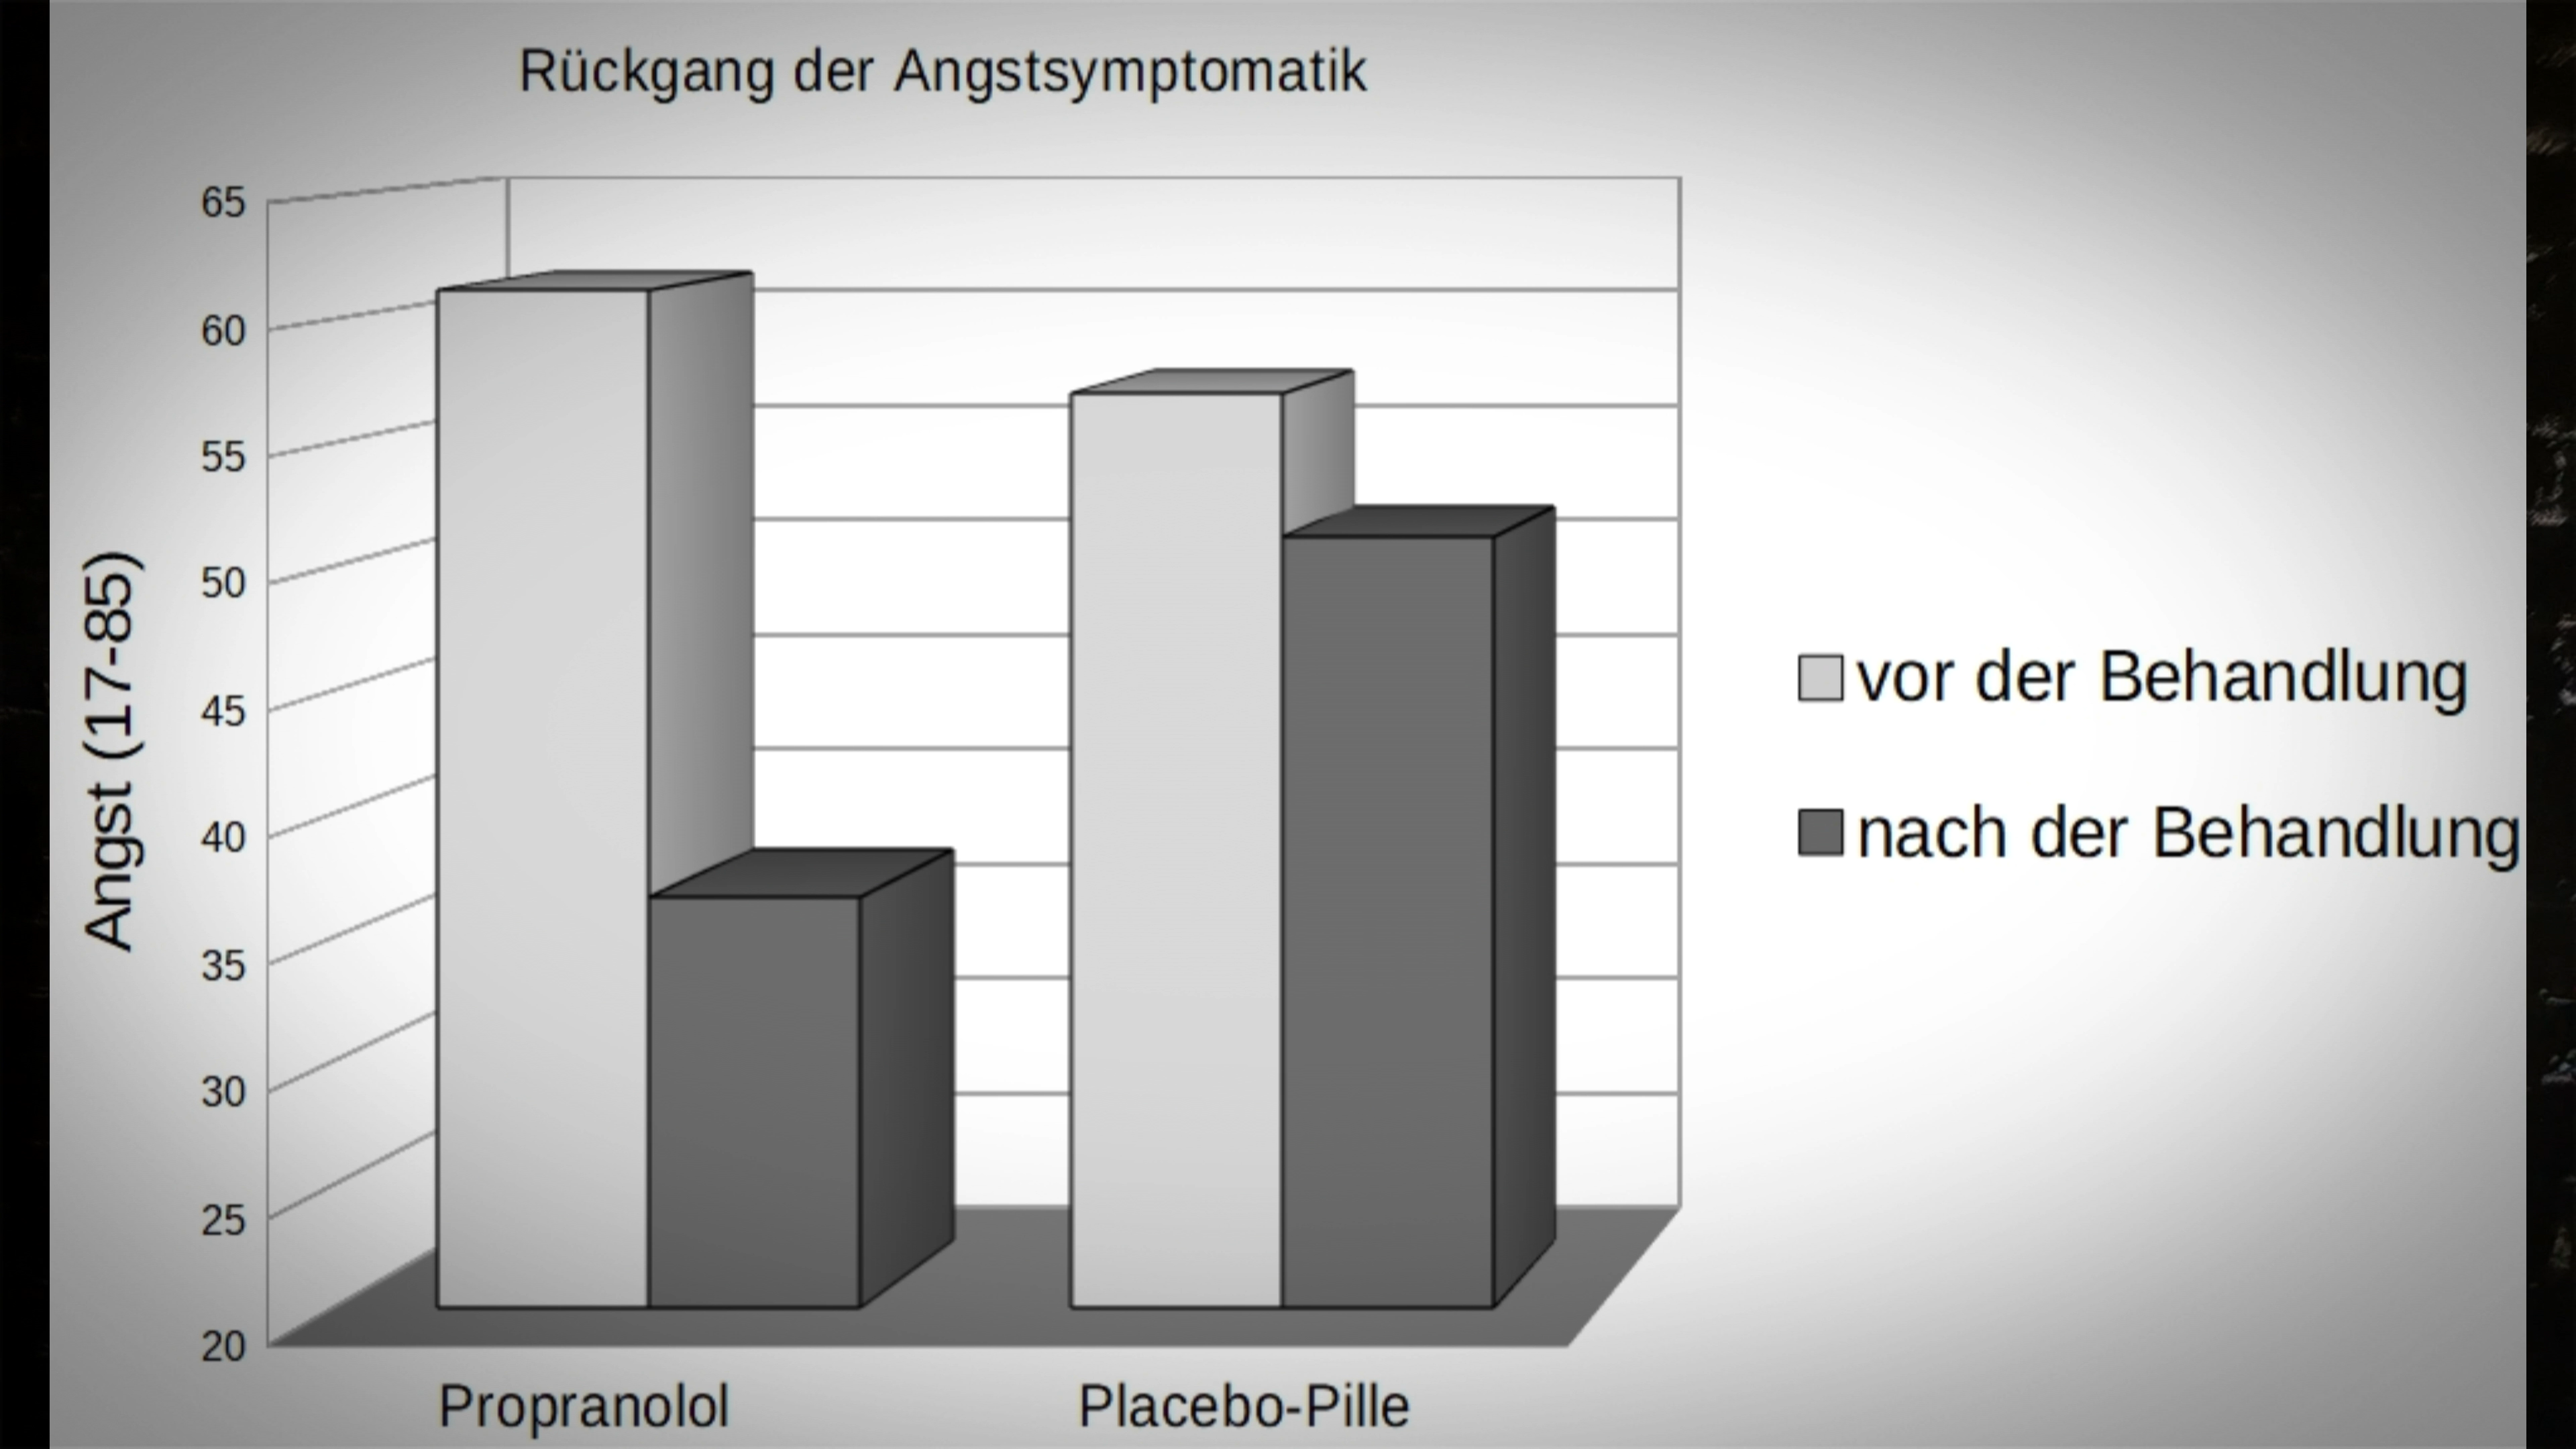 Rückgang der Angstsymptomatik
Angst (17-85)
65
60
55
50
45
40
35
30
25
20
Propranolol
Placebo-Pille
vor der Behandlung
nach der Behandlung